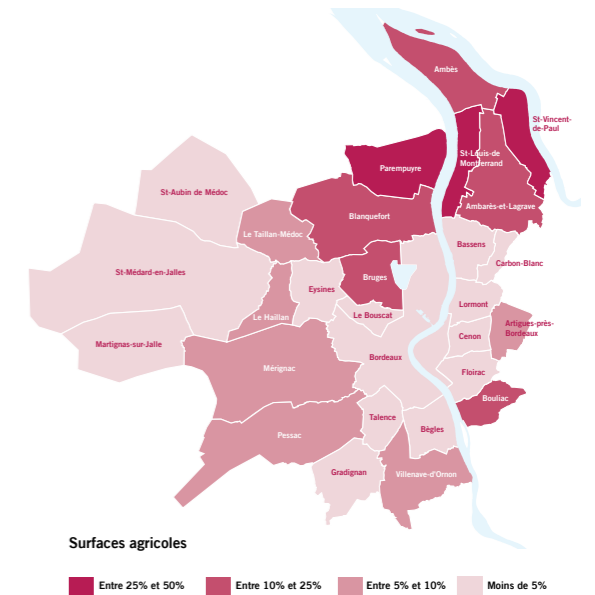 Ambès
St-Vincent-
de-Paul
St-Louis-de
Montferrand
Parempuyre
St-Aubin de Médoc
Ambarès-et-Lagrave
Blanquefort
Le Taillan-Médoc
Bassens
Carbon-Blanc
St-Médard-en-Jalles
Bruges
Eysines
Lormont
Le Bouscat
Le Haillan
Artigues-près-
Bordeaux
Cenon
Martignas-sur-Jalle
Bordeaux
Mérignac
Floirac
Bouliac
Talence
Bègles
Pessac
Gradignan
Villenave-d'Ornon
Surfaces agricoles
Entre 25% et 50%
Entre 10% et 25%
Entre 5% et 10%
Moins de 5%